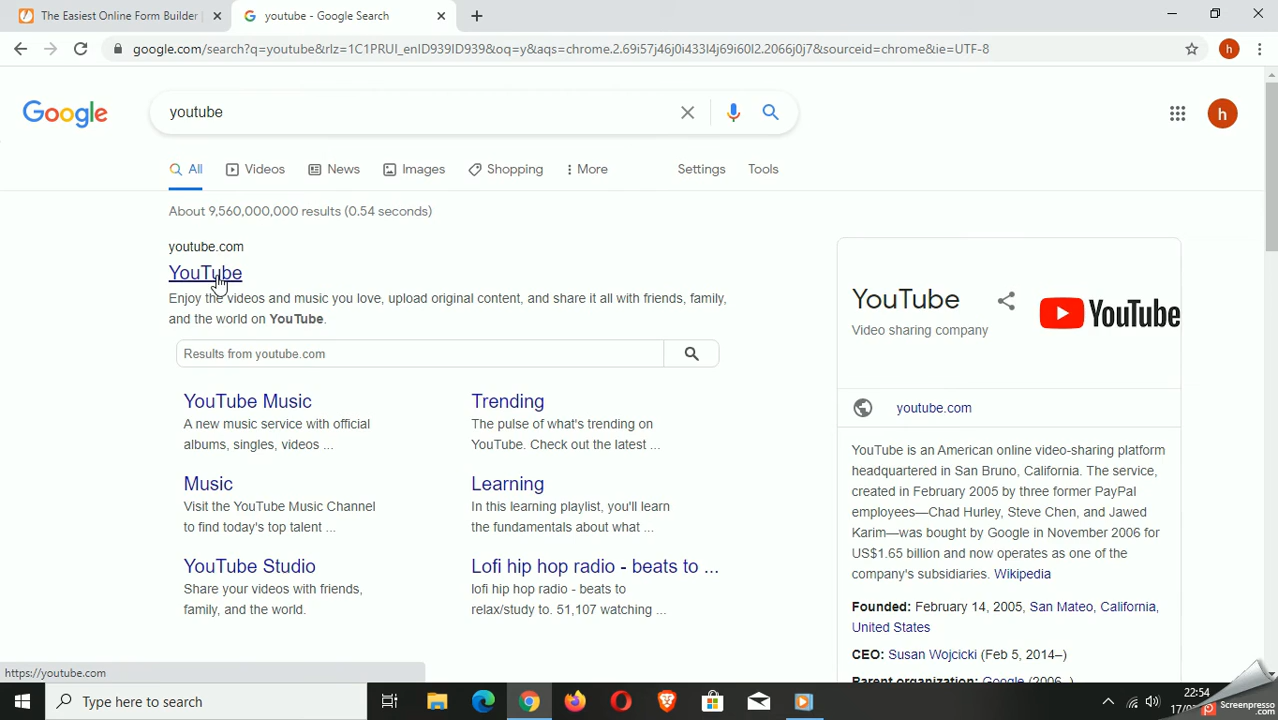 The Easiest Online Form Builder
youtube - Google Search
google.com/search?q=youtube&rlz=1C1PRUI_enID939ID939&oq=y&aqs=chrome.2.69i57j46j0i433l4j69i60l2.2066j0j7&sourceid=chrome&ie=UTF-8
h
Google
youtube
h
All
Videos
News
Images
Shopping
More
Settings
Tools
About 9,560,000,000 results (0.54 seconds)
youtube.com
YouTube
Enjoy the videos and music you love, upload original content, and share it all with friends, family,
and the world on YouTube.
Results from youtube.com
YouTube Music
A new music service with official
albums, singles, videos ...
Trending
The pulse of what's trending on
YouTube. Check out the latest ...
Music
Visit the YouTube Music Channel
to find today's top talent ...
Learning
In this learning playlist, you'll learn
the fundamentals about what ...
YouTube Studio
Share your videos with friends,
family, and the world.
Lofi hip hop radio - beats to ...
lofi hip hop radio - beats to
relax/study to. 51,107 watching ...
YouTube
Video sharing company
YouTube
youtube.com
YouTube is an American online video-sharing platform
headquartered in San Bruno, California. The service,
created in February 2005 by three former PayPal
employees—Chad Hurley, Steve Chen, and Jawed
Karim—was bought by Google in November 2006 for
US$1.65 billion and now operates as one of the
company's subsidiaries. Wikipedia
Founded: February 14, 2005, San Mateo, California,
United States
CEO: Susan Wojcicki (Feb 5, 2014–)
Parent organization: Google (2006–)
https://youtube.com
Type here to search
22:54
Screenpresso
.com